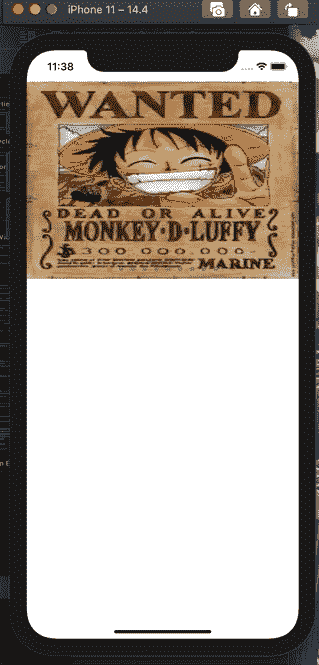 iPhone 11 – 14.4
11:38
WANTED
DEAD OR ALIVE
MONKEY·D·LUFFY
300,000,000-
MARINE